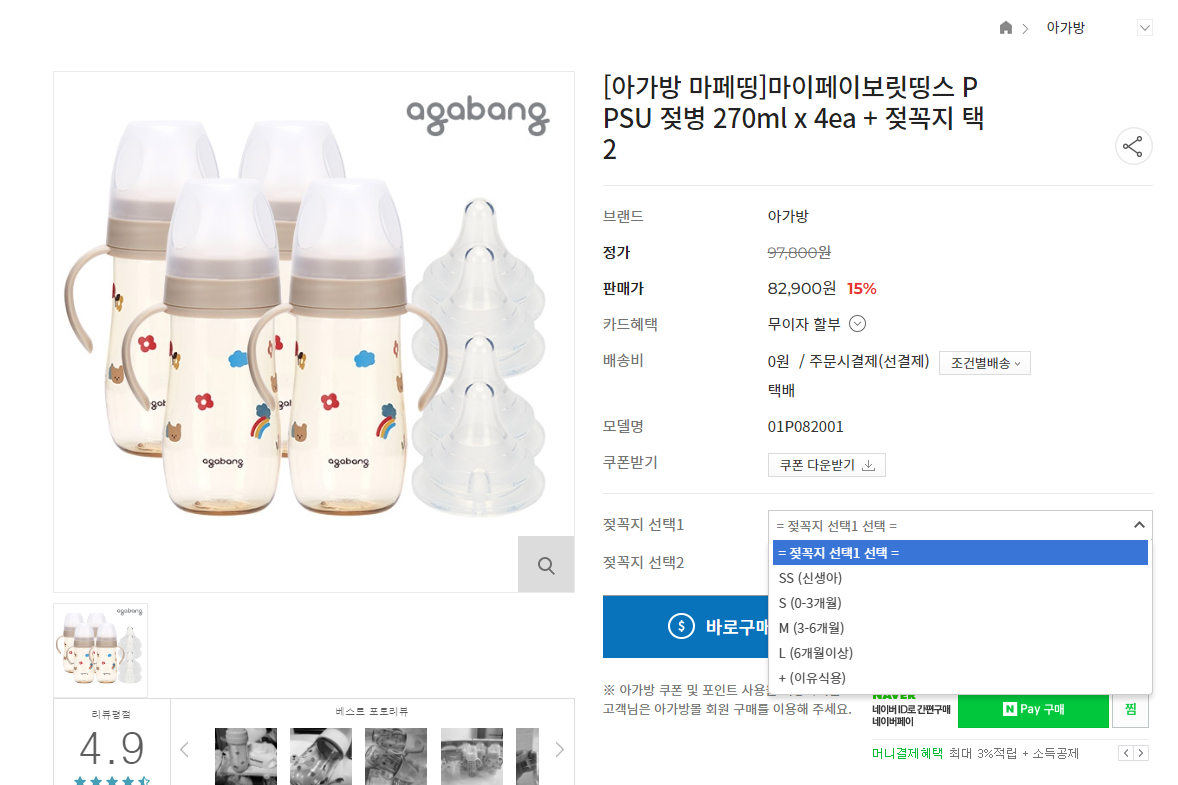 아가방
agabang
[아가방 마페띵]마이페이보릿띵스 P
PSU 젖병 270ml x 4ea + 젖꼭지 택
2
브랜드 아가방
정가 97,800원
판매가 82,900원 15%
카드혜택 무이자 할부
배송비 0원 / 주문시결제(선결제) 조건별배송
택배
모델명 01P082001
쿠폰받기 쿠폰 다운받기
agabang agabang
젖꼭지 선택1 = 젖꼭지 선택1 선택 =
= 젖꼭지 선택1 선택 =
젖꼭지 선택2
SS (신생아)
S (0-3개월)
M (3-6개월)
L (6개월이상)
+ (이유식용)
바로구매
agabang
※ 아가방 쿠폰 및 포인트 사용을
고객님은 아가방몰 회원 구매를 이용해 주세요.
NAVER
네이버 ID로 간편구매
네이버페이
N Pay 구매
찜
머니결제혜택 최대 3%적립 + 소득공제
리뷰평점
4.9
베스트 포토리뷰